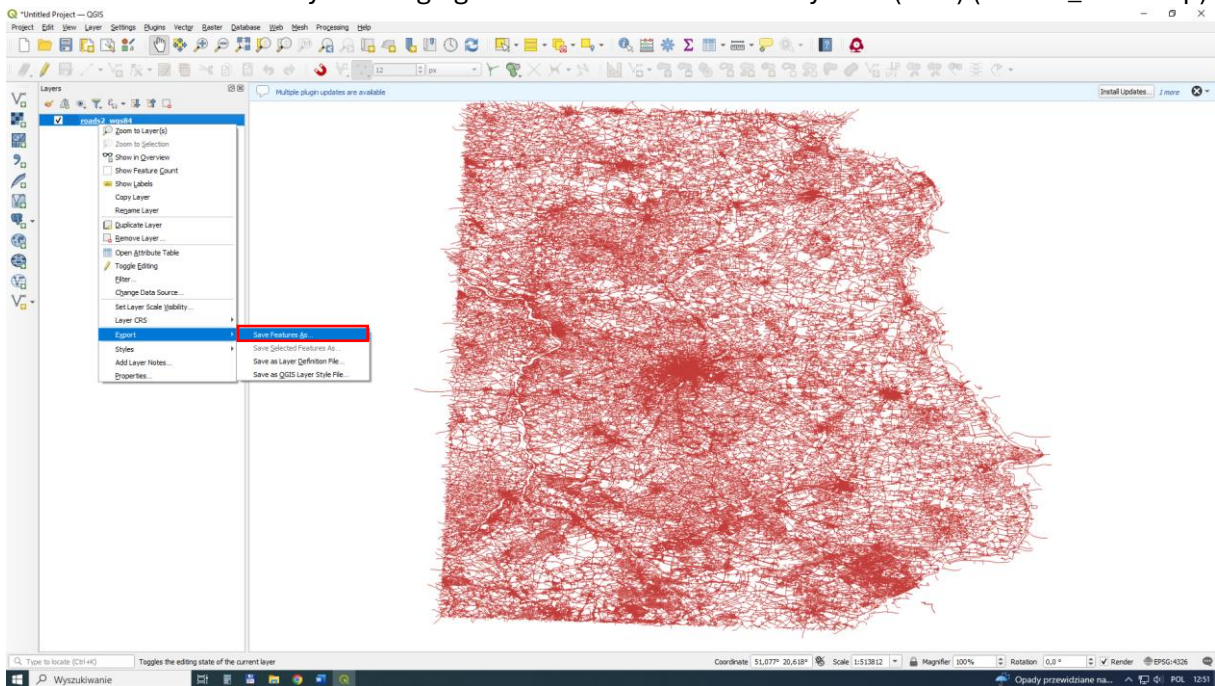 *Untitled Project — QGIS
Project Edit View Layer Settings Plugins Vector Raster Database Web Mesh Processing Help
12 px
Layers
Multiple plugin updates are available
Install Updates... 1 more
roads2_wgs84
Zoom to Layer(s)
Zoom to Selection
Show in Overview
Show Feature Count
Show Labels
Copy Layer
Rename Layer
Duplicate Layer
Remove Layer...
Open Attribute Table
Toggle Editing
Filter...
Change Data Source...
Set Layer Scale Visibility...
Layer CRS
Export
Save Features As...
Styles
Save Selected Features As...
Add Layer Notes...
Save as Layer Definition File...
Properties...
Save as QGIS Layer Style File...
Type to locate (Ctrl+K) Toggles the editing state of the current layer Coordinate 51,077° 20,618° Scale 1:513812 Magnifier 100% Rotation 0,0 ° Render EPSG:4326
Wyszukiwanie Opady przewidziane na... POL 12:51